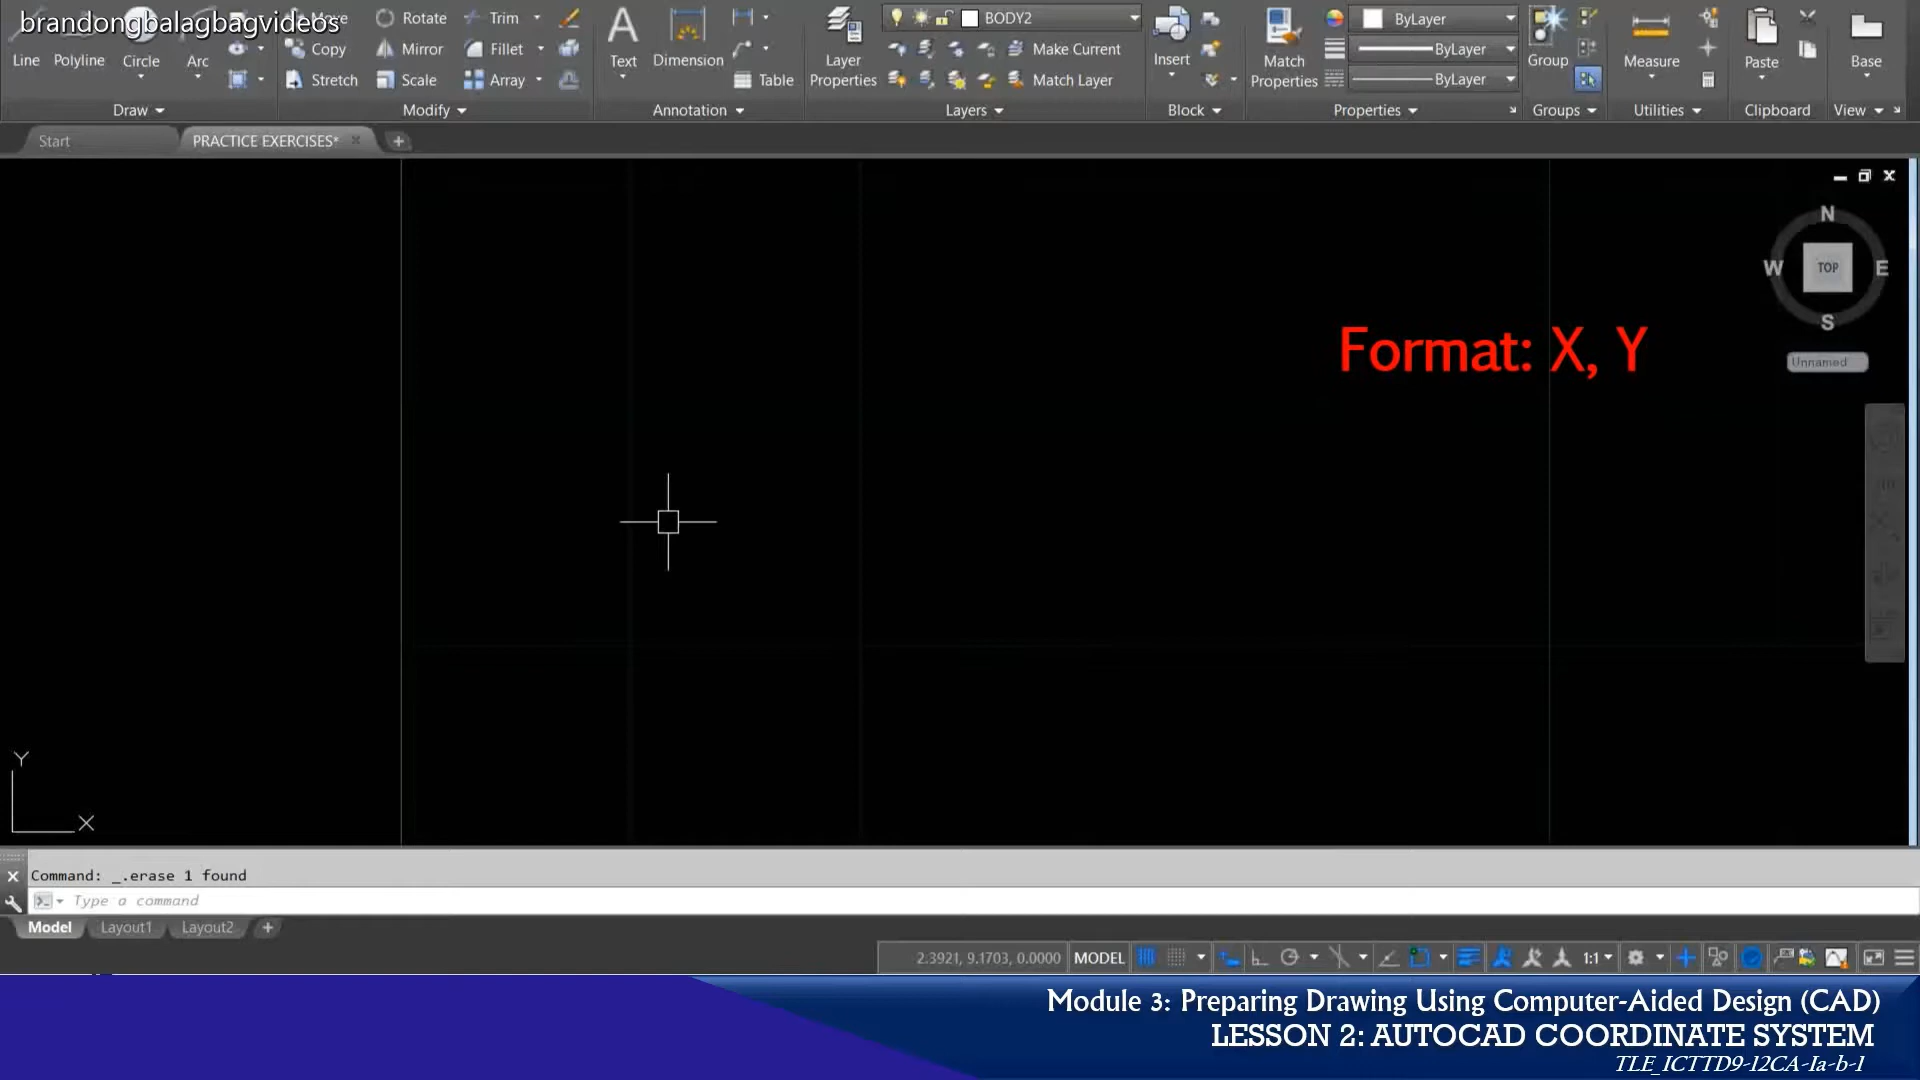 brandongbalagbagvideos
Move
Rotate
Trim
BODY2
ByLayer
Copy
Mirror
Fillet
Make Current
ByLayer
Line
Polyline
Circle
Arc
Text
Dimension
Layer
Properties
Insert
Match
Properties
Group
Measure
Paste
Base
Stretch
Scale
Array
Table
Match Layer
ByLayer
Draw
Modify
Annotation
Layers
Block
Properties
Groups
Utilities
Clipboard
View
Start
PRACTICE EXERCISES*
N
W
TOP
E
S
Format: X, Y
Unnamed
Y
X
Command: _.erase 1 found
Type a command
Model
Layout1
Layout2
2.3921, 9.1703, 0.0000
MODEL
1:1
Module 3: Preparing Drawing Using Computer-Aided Design (CAD)
LESSON 2: AUTOCAD COORDINATE SYSTEM
TLE_ICTTD9-12CA-Ia-b-1